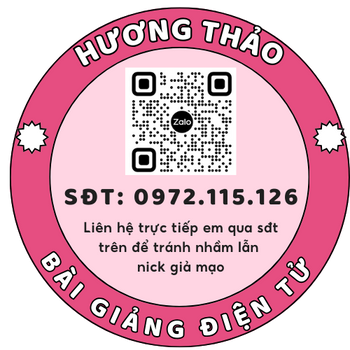 HƯƠNG THẢO
Zalo
SĐT: 0972.115.126
Liên hệ trực tiếp em qua sđt
trên để tránh nhầm lẫn
nick giả mạo
BÀI GIẢNG ĐIỆN TỬ